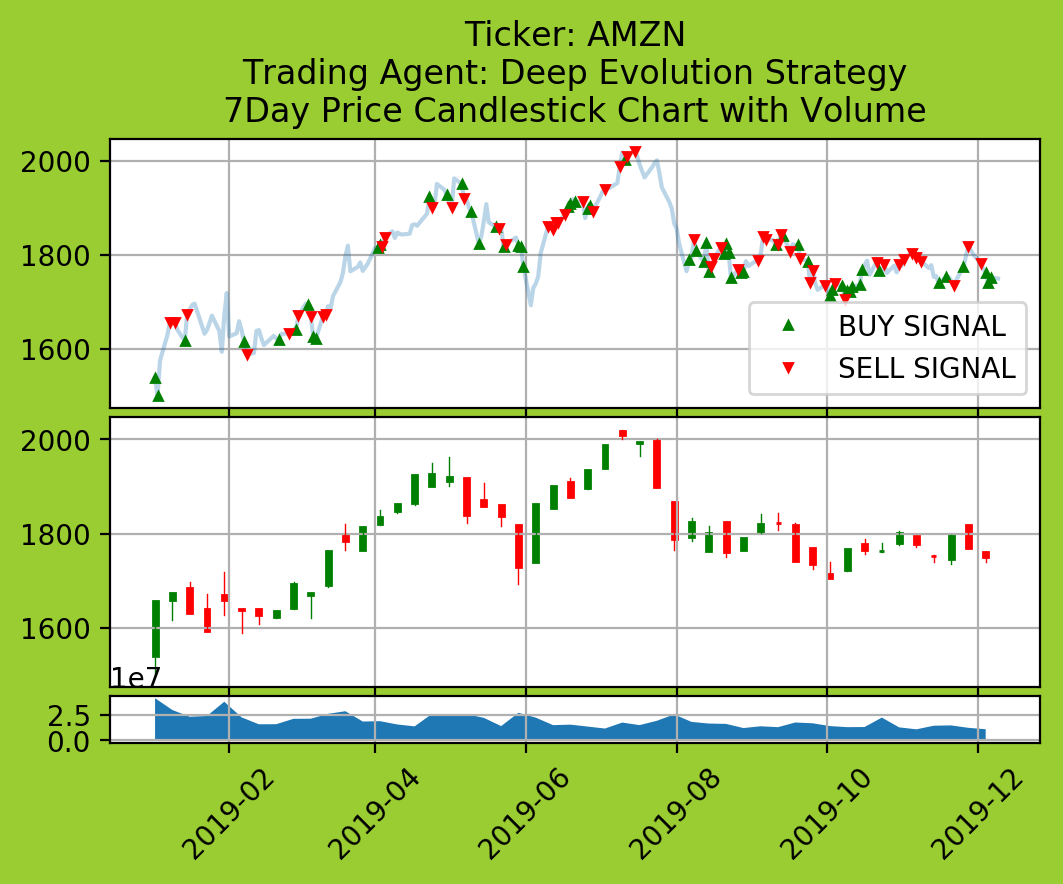 Ticker: AMZN
Trading Agent: Deep Evolution Strategy
7Day Price Candlestick Chart with Volume
2000
1800
1600
BUY SIGNAL
SELL SIGNAL
2000
1800
1600
1e7
2.5
0.0
2019-02
2019-04
2019-06
2019-08
2019-10
2019-12